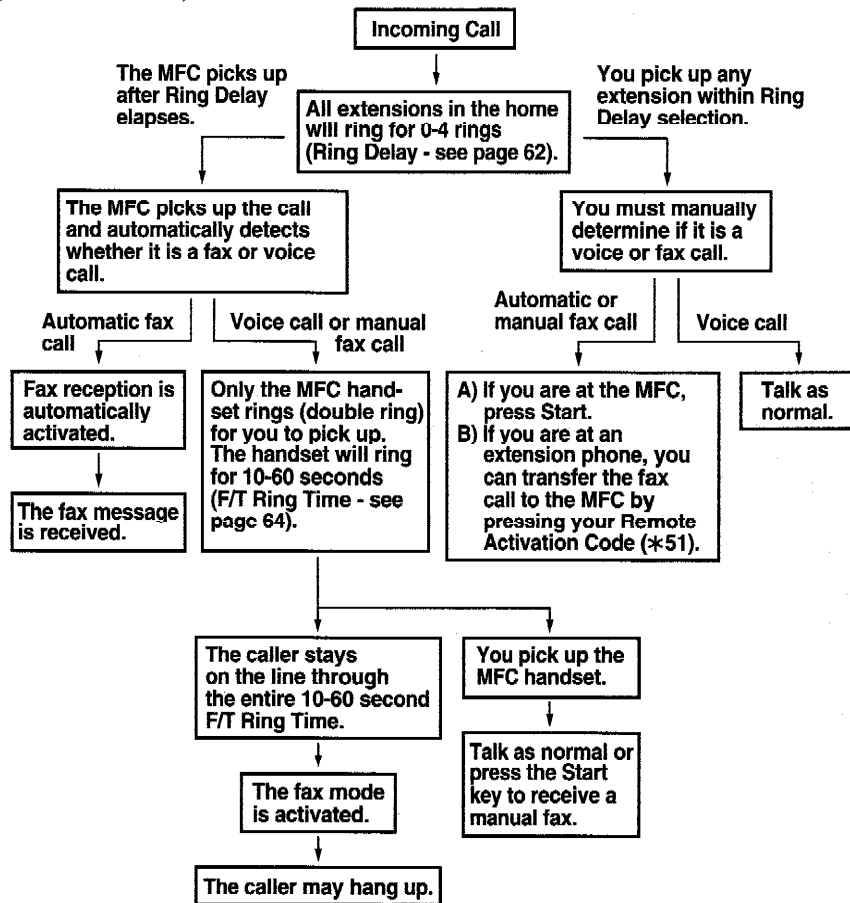 Incoming Call
The MFC picks up
after Ring Delay
elapses.
You pick up any
extension within Ring
Delay selection.
All extensions in the home
will ring for 0-4 rings
(Ring Delay - see page 62).
The MFC picks up the call
and automatically detects
whether it is a fax or voice
call.
You must manually
determine if it is a
voice or fax call.
Automatic fax
call
Voice call or manual
fax call
Automatic or
manual fax call
Voice call
Fax reception is
automatically
activated.
The fax message
is received.
Only the MFC hand-
set rings (double ring)
for you to pick up.
The handset will ring
for 10-60 seconds
(F/T Ring Time - see
page 64).
A) If you are at the MFC,
press Start.
B) If you are at an
extension phone, you
can transfer the fax
call to the MFC by
pressing your Remote
Activation Code (*51).
Talk as
normal.
The caller stays
on the line through
the entire 10-60 second
F/T Ring Time.
The fax mode
is activated.
The caller may hang up.
You pick up the
MFC handset.
Talk as normal or
press the Start
key to receive a
manual fax.